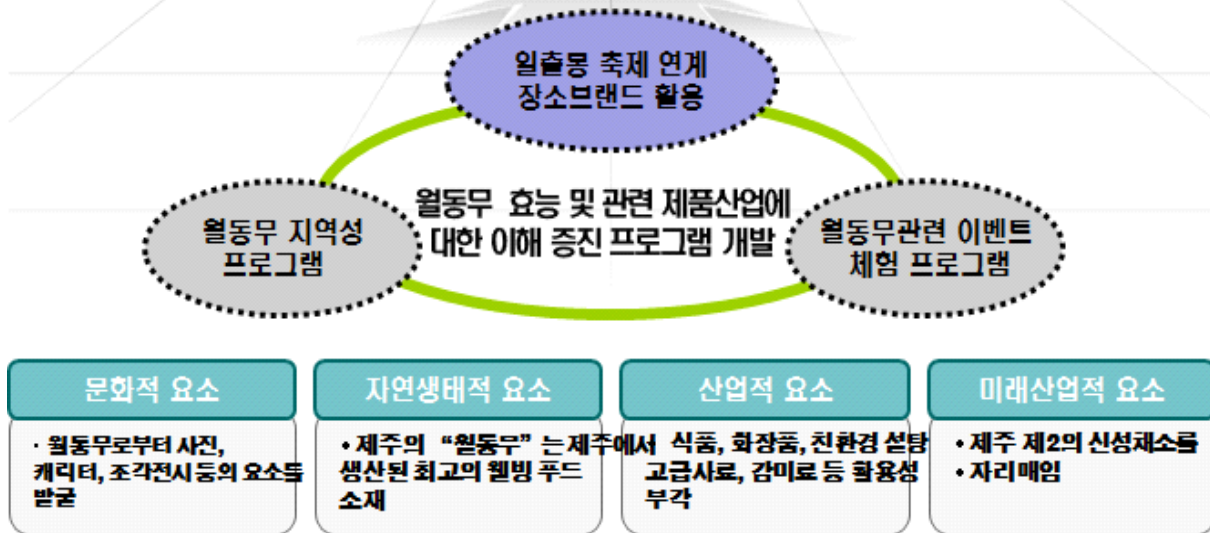 일출몽 축제 연계
장소브랜드 활용
월동무 지역성
프로그램
월동무 효능 및 관련 제품산업에
대한 이해 증진 프로그램 개발
월동무관련 이벤트
체험 프로그램
문화적 요소
· 월동무로부터 사진,
캐릭터, 조각전시등의 요소들
발굴
자연생태적 요소
• 제주의 “월동무” 는 제주에서
생산된 최고의 웰빙 푸드
소재
산업적 요소
식품, 화장품, 친환경 설탕
고급사료, 감미료 등 활용성
부각
미래산업적 요소
• 제주 제2의 신성채소를
• 자리매임